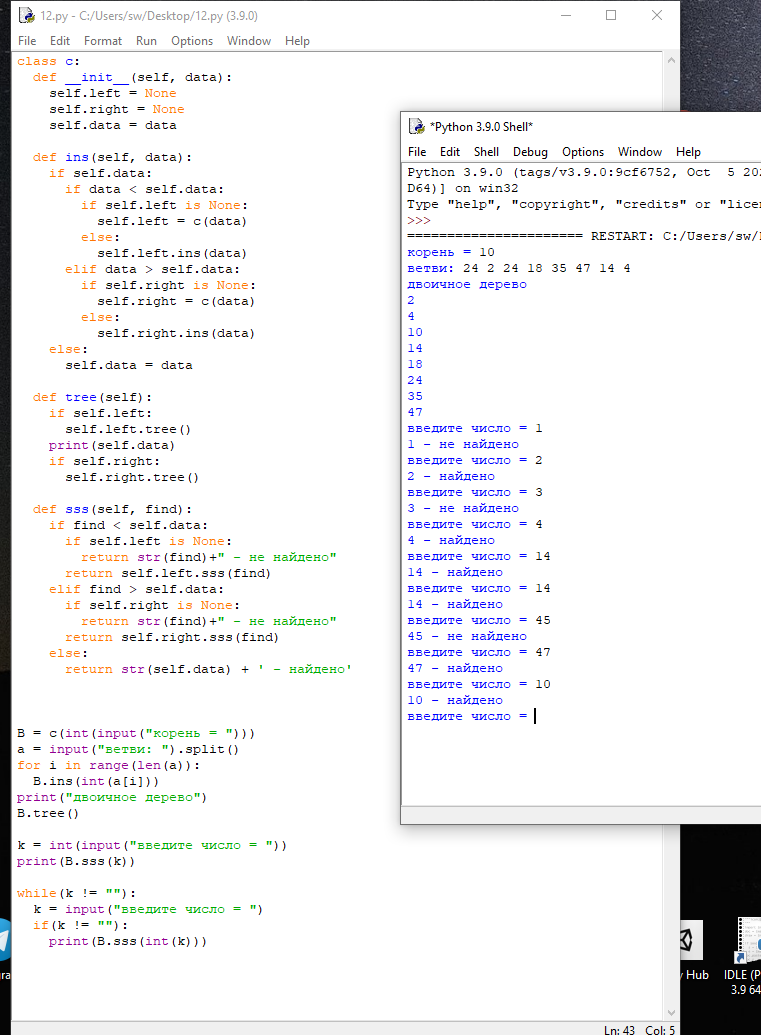 12.py - C:/Users/sw/Desktop/12.py (3.9.0)
File Edit Format Run Options Window Help
class c:
  def __init__(self, data):
    self.left = None
    self.right = None
    self.data = data

  def ins(self, data):
    if self.data:
      if data < self.data:
        if self.left is None:
          self.left = c(data)
        else:
          self.left.ins(data)
      elif data > self.data:
        if self.right is None:
          self.right = c(data)
        else:
          self.right.ins(data)
    else:
      self.data = data

  def tree(self):
    if self.left:
      self.left.tree()
    print(self.data)
    if self.right:
      self.right.tree()

  def sss(self, find):
    if find < self.data:
      if self.left is None:
        return str(find)+" - не найдено"
      return self.left.sss(find)
    elif find > self.data:
      if self.right is None:
        return str(find)+" - не найдено"
      return self.right.sss(find)
    else:
      return str(self.data) + ' - найдено'

B = c(int(input("корень = ")))
a = input("ветви: ").split()
for i in range(len(a)):
  B.ins(int(a[i]))
print("двоичное дерево")
B.tree()

k = int(input("введите число = "))
print(B.sss(k))

while(k != ""):
  k = input("введите число = ")
  if(k != ""):
    print(B.sss(int(k)))
Ln: 43 Col: 5
*Python 3.9.0 Shell*
File Edit Shell Debug Options Window Help
Python 3.9.0 (tags/v3.9.0:9cf6752, Oct  5 202
D64)] on win32
Type "help", "copyright", "credits" or "licen
>>>
====================== RESTART: C:/Users/sw/
корень = 10
ветви: 24 2 24 18 35 47 14 4
двоичное дерево
2
4
10
14
18
24
35
47
введите число = 1
1 - не найдено
введите число = 2
2 - найдено
введите число = 3
3 - не найдено
введите число = 4
4 - найдено
введите число = 14
14 - найдено
введите число = 14
14 - найдено
введите число = 45
45 - не найдено
введите число = 47
47 - найдено
введите число = 10
10 - найдено
введите число =
y Hub
IDLE (P
3.9 64